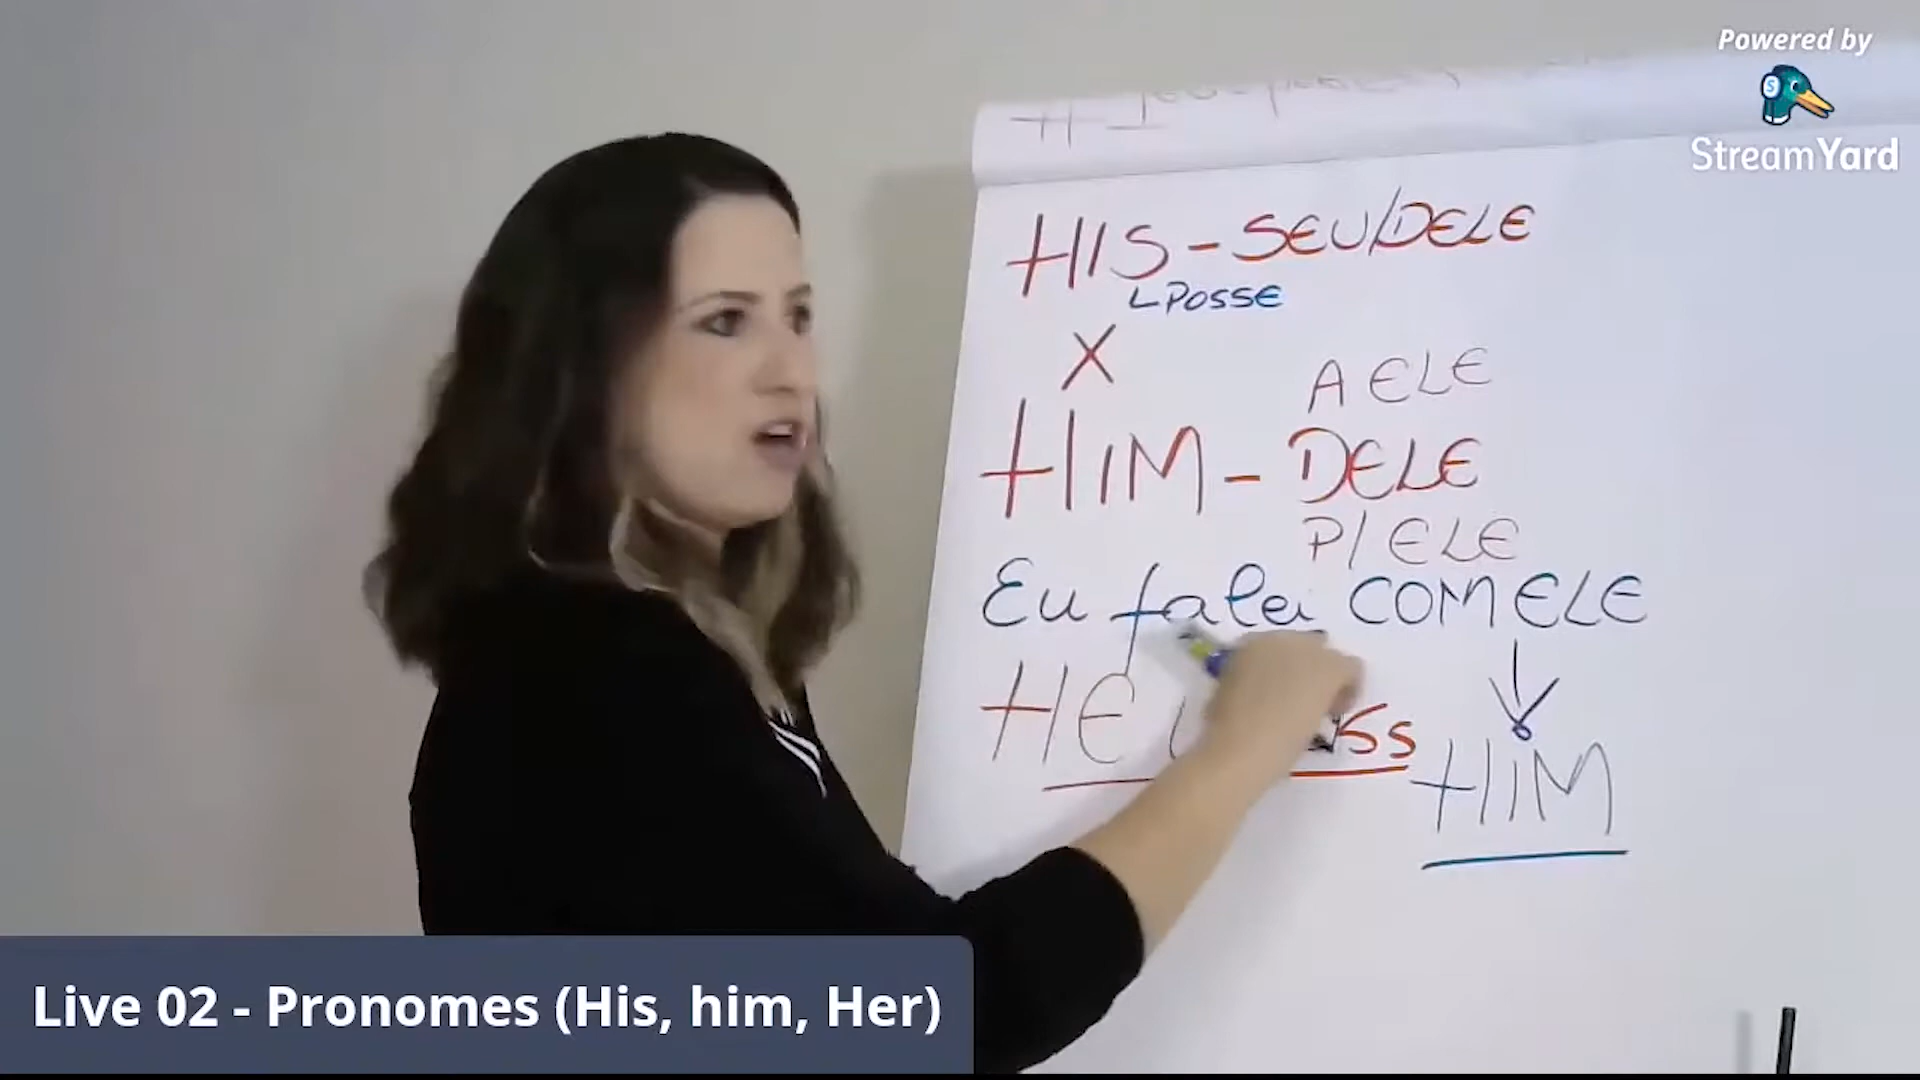 Powered by
StreamYard
HIS - SEU/DELE
POSSE
X
A ELE
HIM - DELE
P/ ELE
Eu falei COM ELE
HE
HIM
Live 02 - Pronomes (His, him, Her)